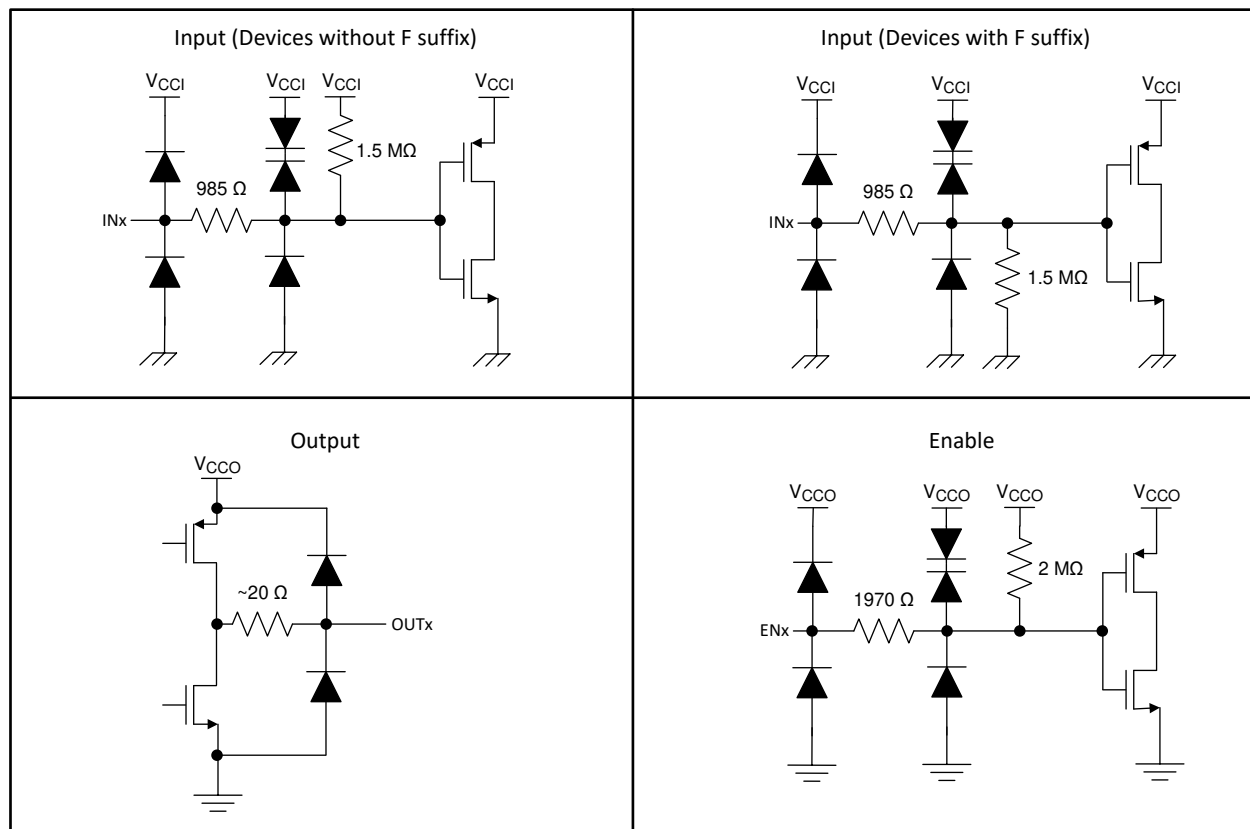 Input (Devices without F suffix)
VCCI VCCI VCCI VCCI
1.5 MΩ
985 Ω
INx
Input (Devices with F suffix)
VCCI VCCI VCCI
985 Ω
INx
1.5 MΩ
Output
VCCO
~20 Ω
OUTx
Enable
VCCO VCCO VCCO VCCO
2 MΩ
1970 Ω
ENx